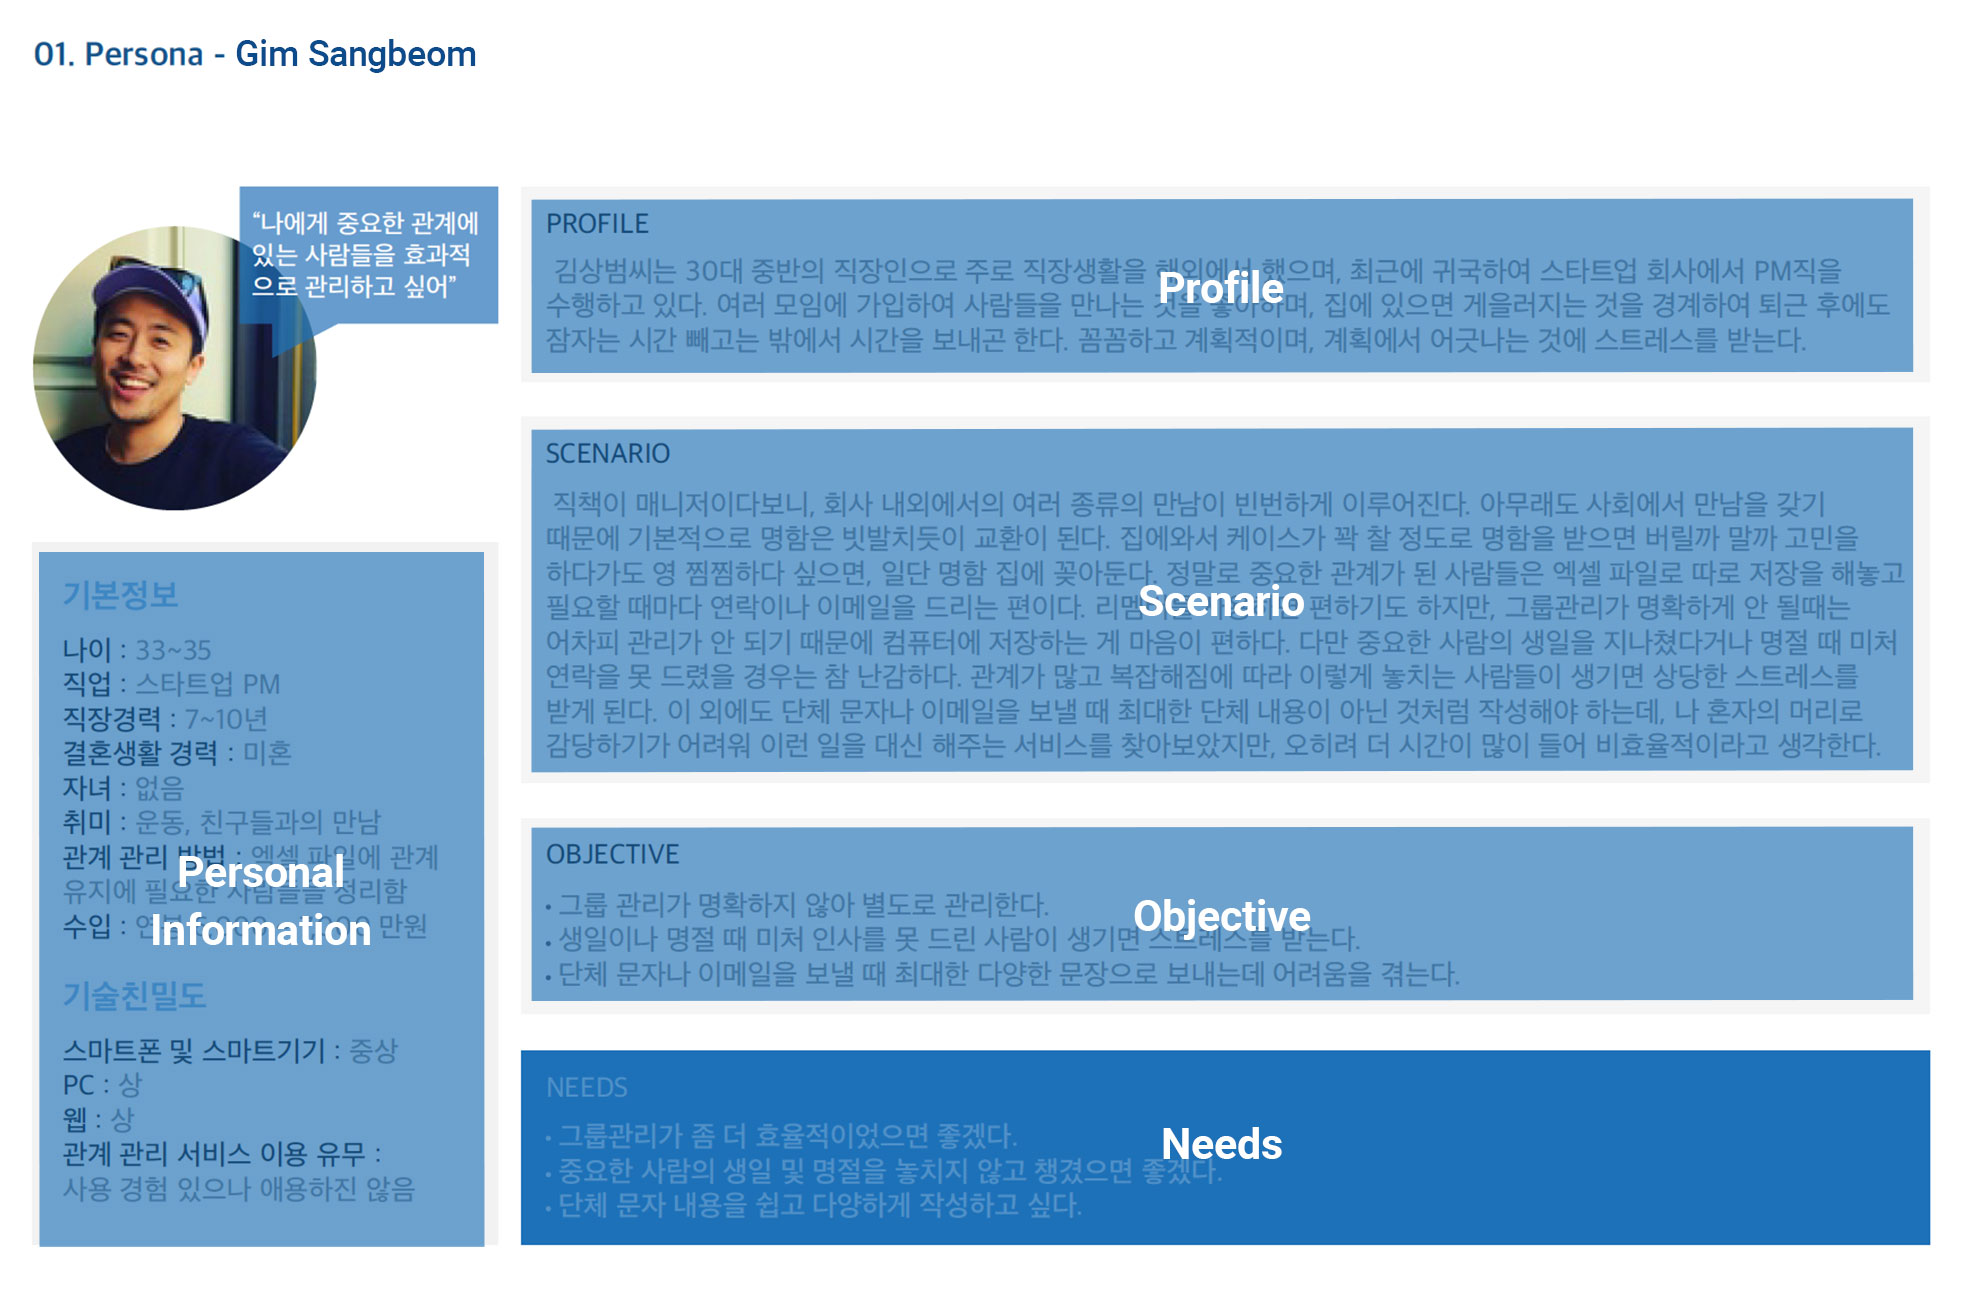 01. Persona - Gim Sangbeom
“나에게 중요한 관계에
있는 사람들을 효과적
으로 관리하고 싶어”
기본정보
나이 : 33~35
직업 : 스타트업 PM
직장경력 : 7~10년
결혼생활 경력 : 미혼
자녀 : 없음
취미 : 운동, 친구들과의 만남
관계 관리 방법 : 엑셀 파일에 관계
유지에 필요한 사람들을 정리함
수입 : 만원
Personal
Information
기술친밀도
스마트폰 및 스마트기기 : 중상
PC : 상
웹 : 상
관계 관리 서비스 이용 유무 :
사용 경험 있으나 애용하진 않음
PROFILE
김상범씨는 30대 중반의 직장인으로 주로 직장생활을 해외에서 했으며, 최근에 귀국하여 스타트업 회사에서 PM직을
수행하고 있다. 여러 모임에 가입하여 사람들을 만나는 것을 좋아하며, 집에 있으면 게을러지는 것을 경계하여 퇴근 후에도
잠자는 시간 빼고는 밖에서 시간을 보내곤 한다. 꼼꼼하고 계획적이며, 계획에서 어긋나는 것에 스트레스를 받는다.
Profile
SCENARIO
직책이 매니저이다보니, 회사 내외에서의 여러 종류의 만남이 빈번하게 이루어진다. 아무래도 사회에서 만남을 갖기
때문에 기본적으로 명함은 빗발치듯이 교환이 된다. 집에와서 케이스가 꽉 찰 정도로 명함을 받으면 버릴까 말까 고민을
하다가도 영 찜찜하다 싶으면, 일단 명함 집에 꽂아둔다. 정말로 중요한 관계가 된 사람들은 엑셀 파일로 따로 저장을 해놓고
필요할 때마다 연락이나 이메일을 드리는 편이다. 편하기도 하지만, 그룹관리가 명확하게 안 될때는
어차피 관리가 안 되기 때문에 컴퓨터에 저장하는 게 마음이 편하다. 다만 중요한 사람의 생일을 지나쳤다거나 명절 때 미처
연락을 못 드렸을 경우는 참 난감하다. 관계가 많고 복잡해짐에 따라 이렇게 놓치는 사람들이 생기면 상당한 스트레스를
받게 된다. 이 외에도 단체 문자나 이메일을 보낼 때 최대한 단체 내용이 아닌 것처럼 작성해야 하는데, 나 혼자의 머리로
감당하기가 어려워 이런 일을 대신 해주는 서비스를 찾아보았지만, 오히려 더 시간이 많이 들어 비효율적이라고 생각한다.
Scenario
OBJECTIVE
• 그룹 관리가 명확하지 않아 별도로 관리한다.
• 생일이나 명절 때 미처 인사를 못 드린 사람이 생기면 스트레스를 받는다.
• 단체 문자나 이메일을 보낼 때 최대한 다양한 문장으로 보내는데 어려움을 겪는다.
Objective
NEEDS
• 그룹관리가 좀 더 효율적이었으면 좋겠다.
• 중요한 사람의 생일 및 명절을 놓치지 않고 챙겼으면 좋겠다.
• 단체 문자 내용을 쉽고 다양하게 작성하고 싶다.
Needs